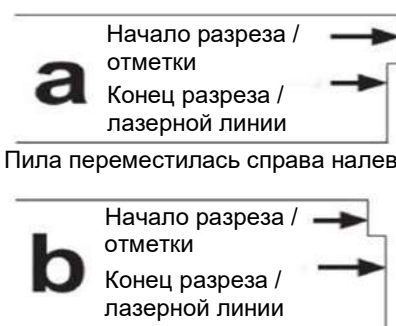 a
Начало разреза /
отметки
Конец разреза /
лазерной линии
Пила переместилась справа налев
b
Начало разреза /
отметки
Конец разреза /
лазерной линии